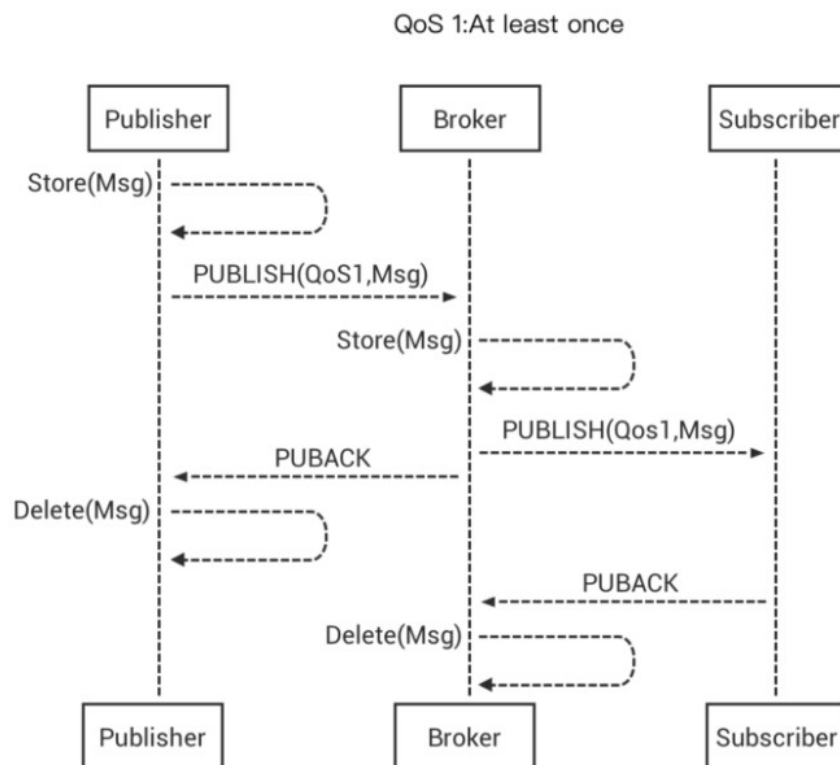 QoS 1:At least once
Publisher
Broker
Subscriber
Store(Msg)
PUBLISH(QoS1,Msg)
Store(Msg)
PUBLISH(Qos1,Msg)
PUBACK
Delete(Msg)
PUBACK
Delete(Msg)
Publisher
Broker
Subscriber